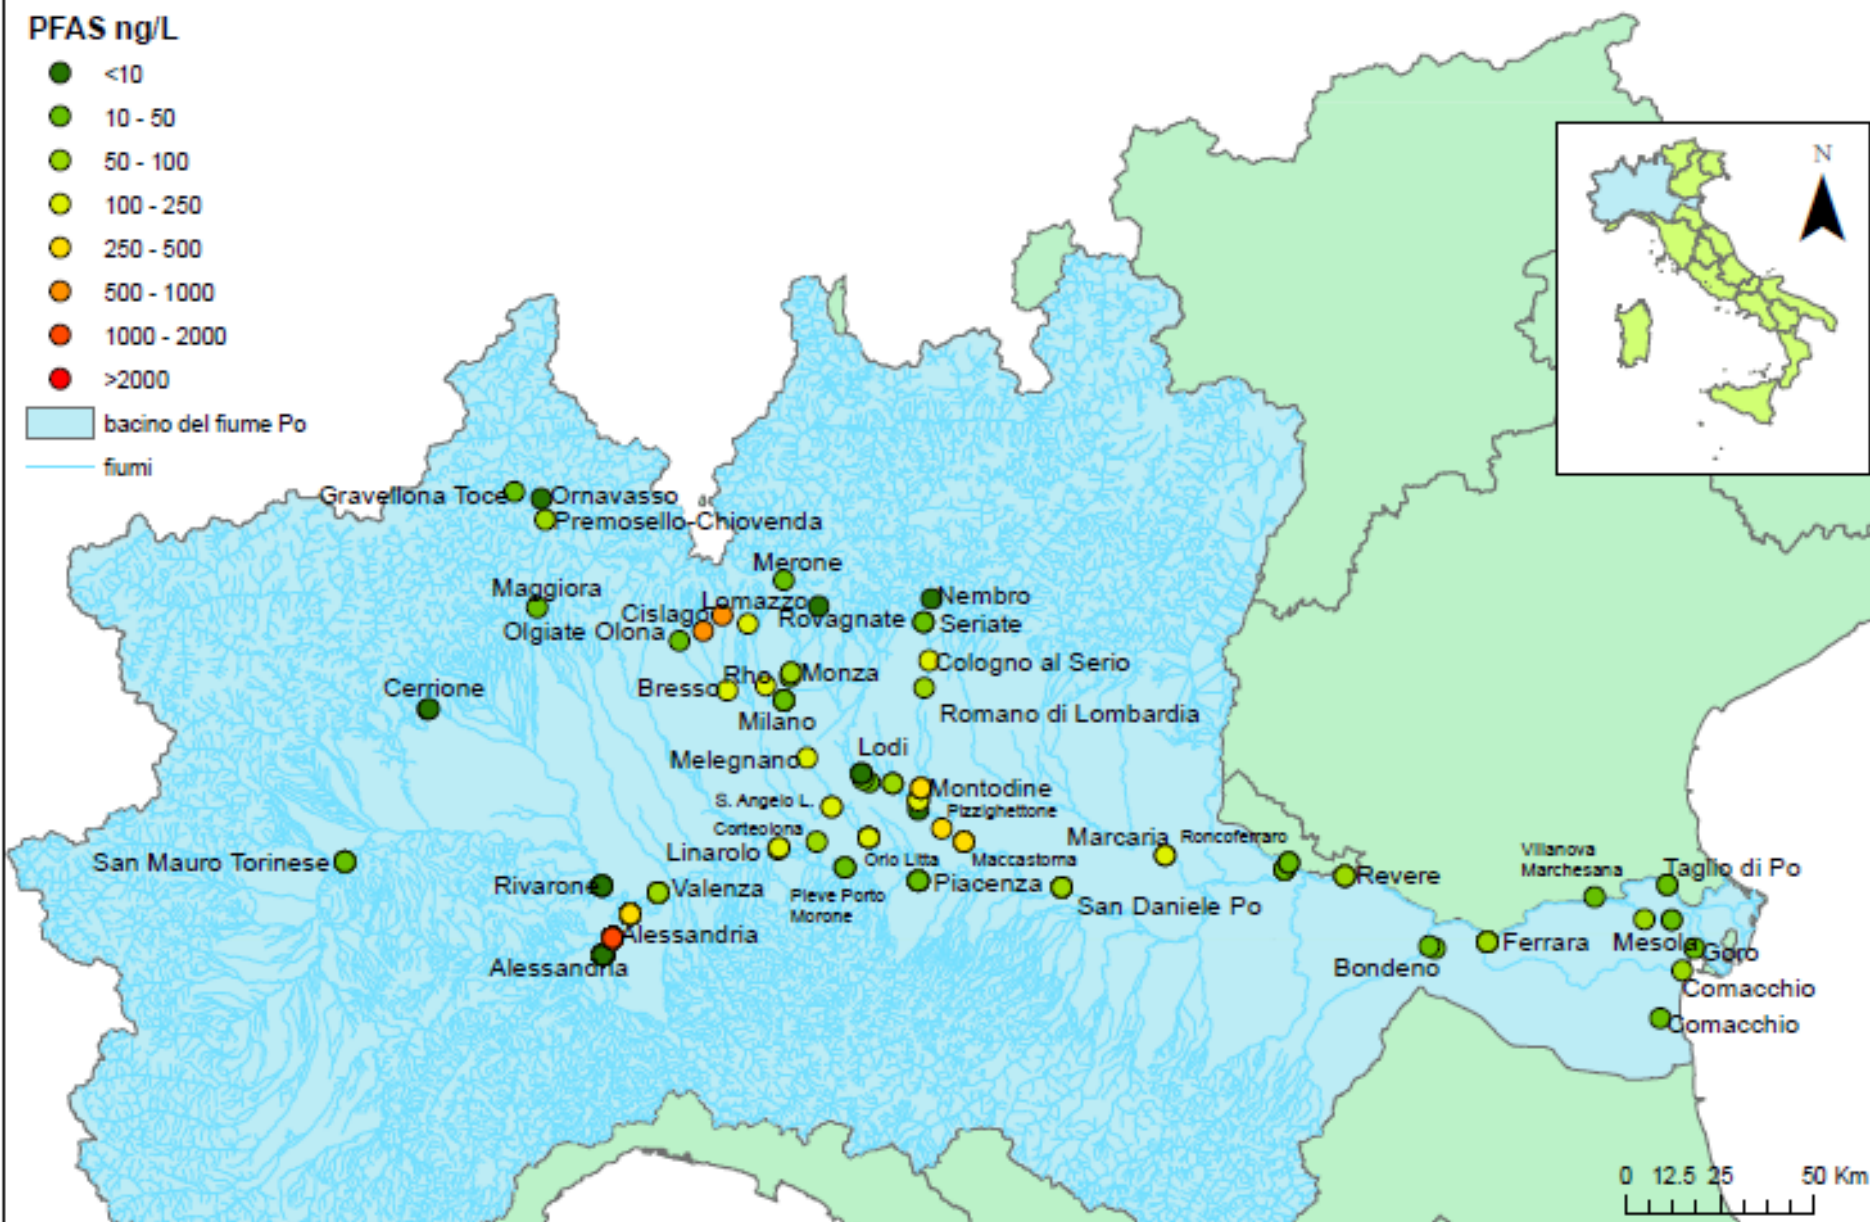 PFAS ng/L
<10
10 - 50
50 - 100
100 - 250
250 - 500
500 - 1000
1000 - 2000
>2000
bacino del fiume Po
fiumi
N
Gravellona Toce
Ornavasso
Premosello-Chiovenda
Merone
Maggiora
Lomazzo
Nembro
Cislago
Rovagnate
Seriate
Olgiate Olona
Cologno al Serio
Rho
Monza
Cerrione
Bresso
Romano di Lombardia
Milano
Lodi
Melegnano
Montodine
S. Angelo L.
Pizzighettone
Corteolona
Marcaria
Roncoferraro
Linarolo
Orio Litta
Maccastorna
Villanova
Marchesana
San Mauro Torinese
Taglio di Po
Revere
Rivarone
Valenza
Piacenza
Pieve Porto
Morone
San Daniele Po
Alessandria
Ferrara
Mesola
Goro
Alessandria
Bondeno
Comacchio
Comacchio
0 12.5 25 50 Km